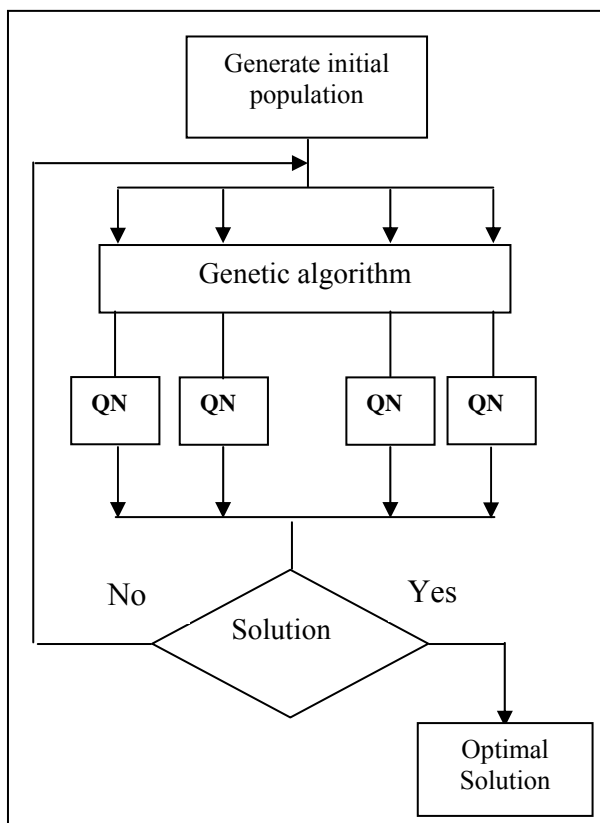 Generate initial
population
Genetic algorithm
QN QN QN QN
No Yes
Solution
Optimal
Solution